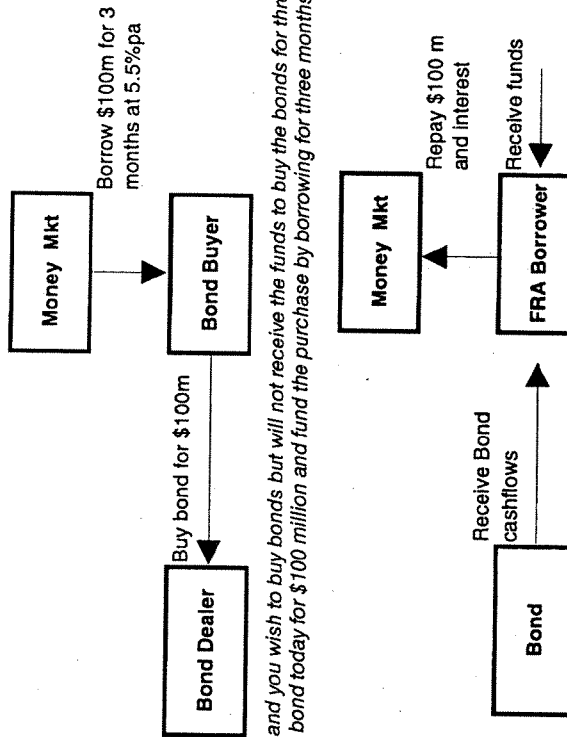 Money Mkt
Borrow $100m for 3
months at 5.5%pa
Buy bond for $100m
Bond Dealer
Bond Buyer
and you wish to buy bonds but will not receive the funds to buy the bonds for three
bond today for $100 million and fund the purchase by borrowing for three months
Money Mkt
Repay $100 m
and interest
Receive Bond
cashflows
Receive funds
Bond
FRA Borrower